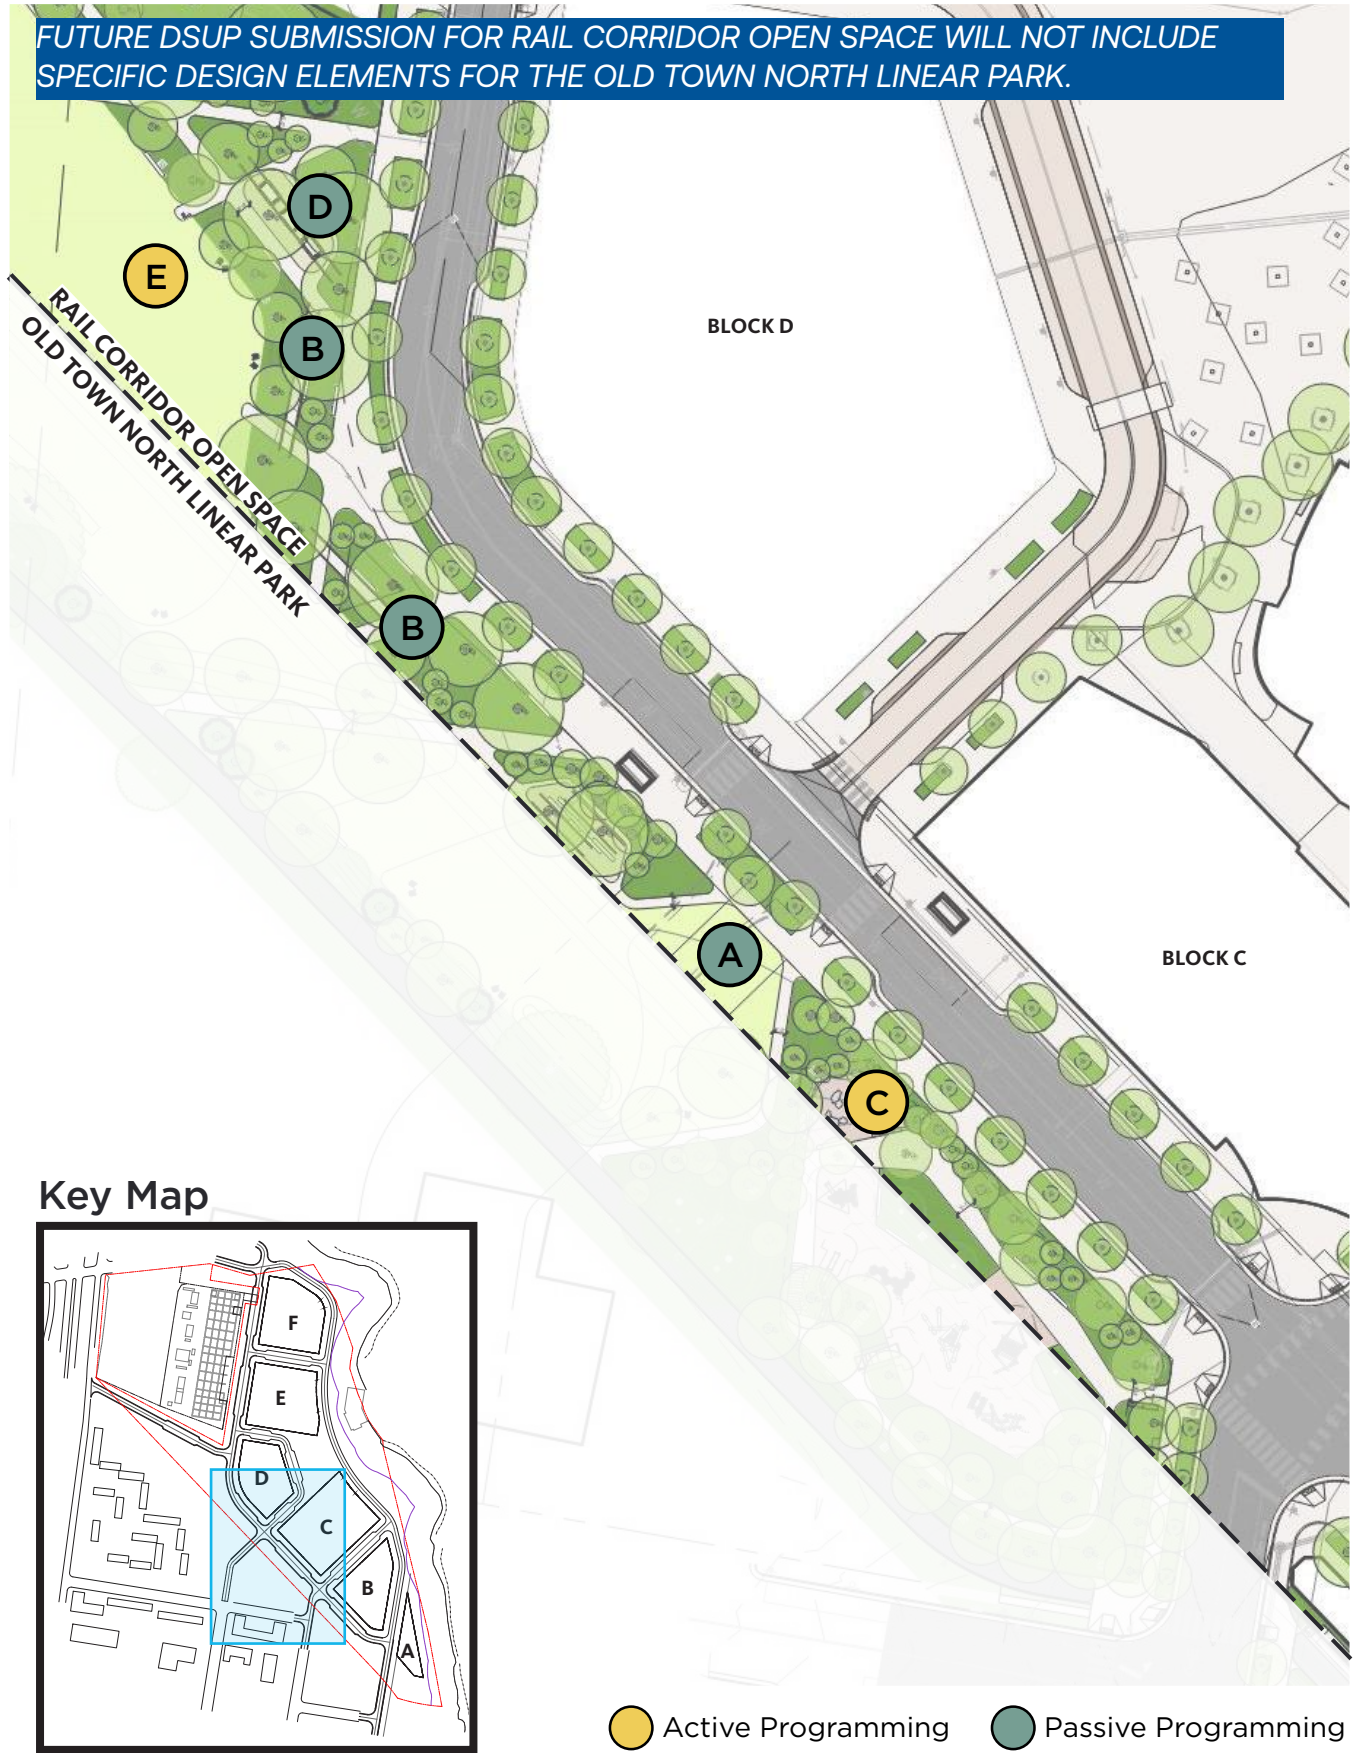 FUTURE DSUP SUBMISSION FOR RAIL CORRIDOR OPEN SPACE WILL NOT INCLUDE
SPECIFIC DESIGN ELEMENTS FOR THE OLD TOWN NORTH LINEAR PARK.
D
E
RAIL CORRIDOR OPEN SPACE
OLD TOWN NORTH LINEAR PARK
B
BLOCK D
B
A
BLOCK C
C
Key Map
F
E
D
C
B
A
Active Programming
Passive Programming